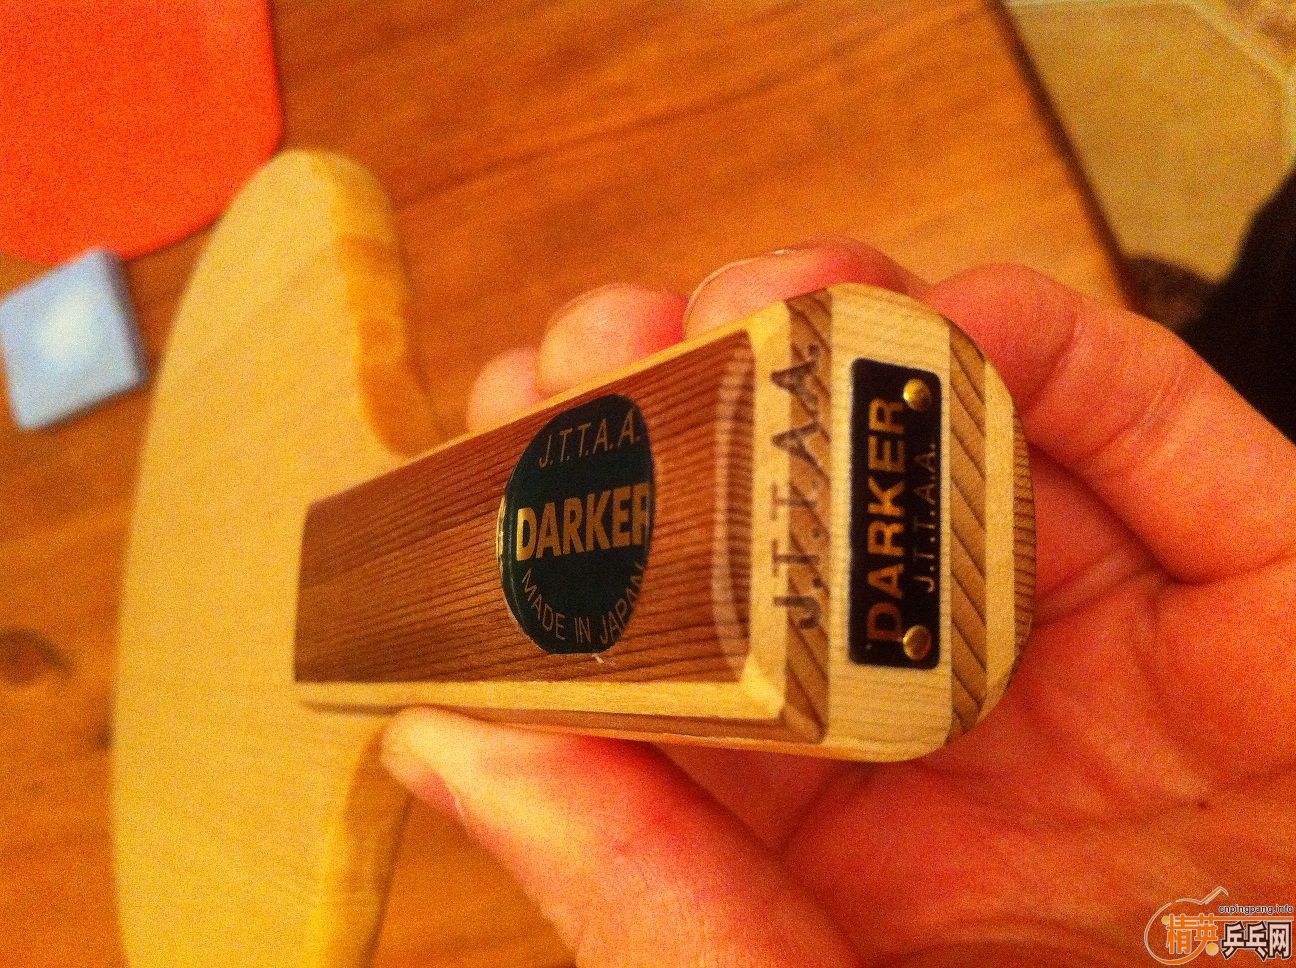 J.T.T.A.A.
DARKER
MADE IN JAPAN
J.T.T.A.A.
DARKER
J.T.T.A.A.
cnpingpang.info
精英乒乓网